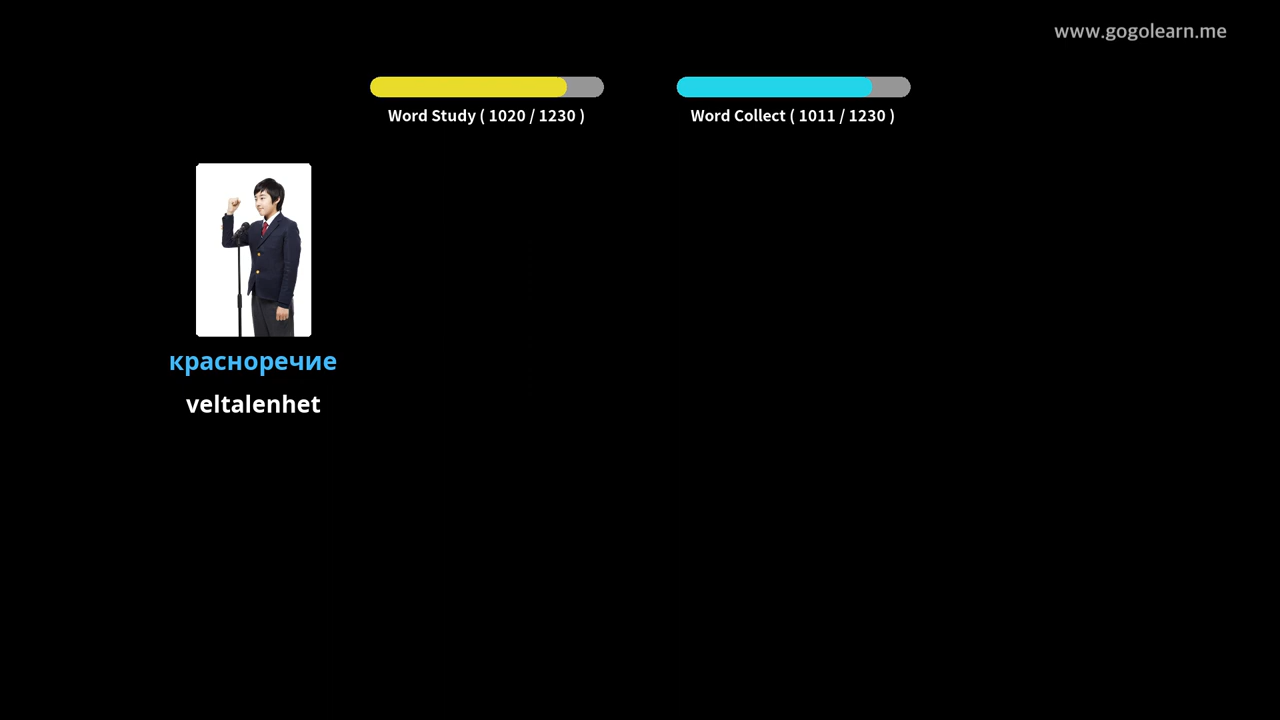 www.gogolearn.me
Word Study ( 1020 / 1230 )
Word Collect ( 1011 / 1230 )
красноречие
veltalenhet